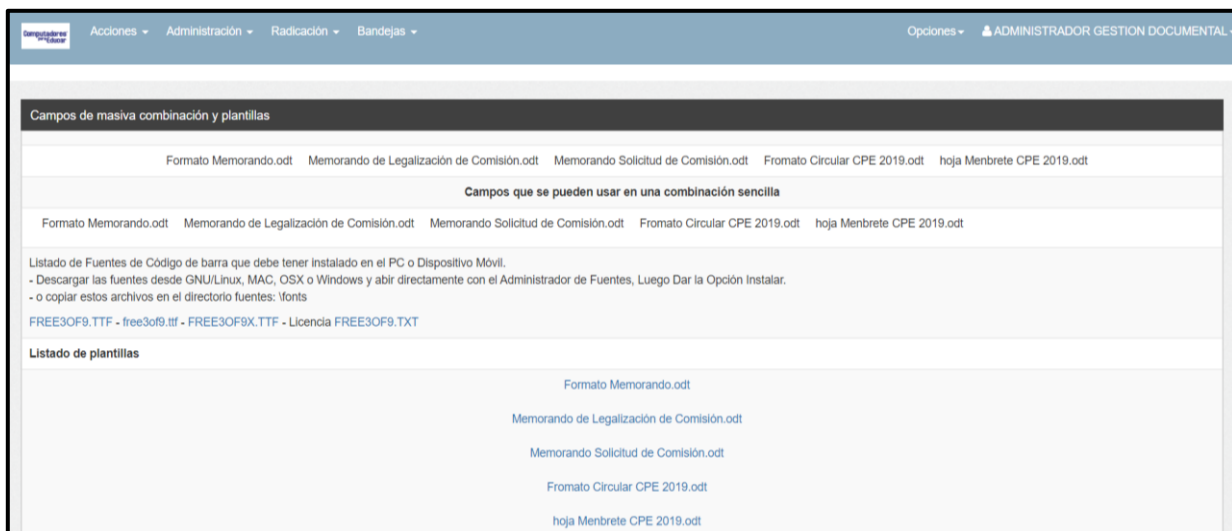 Computadores para Educar
Acciones Administración Radicación Bandejas Opciones ADMINISTRADOR GESTION DOCUMENTAL
Campos de masiva combinación y plantillas
Formato Memorando.odt Memorando de Legalización de Comisión.odt Memorando Solicitud de Comisión.odt Fromato Circular CPE 2019.odt hoja Menbrete CPE 2019.odt
Campos que se pueden usar en una combinación sencilla
Formato Memorando.odt Memorando de Legalización de Comisión.odt Memorando Solicitud de Comisión.odt Fromato Circular CPE 2019.odt hoja Menbrete CPE 2019.odt
Listado de Fuentes de Código de barra que debe tener instalado en el PC o Dispositivo Móvil.
- Descargar las fuentes desde GNU/Linux, MAC, OSX o Windows y abir directamente con el Administrador de Fuentes, Luego Dar la Opción Instalar.
- o copiar estos archivos en el directorio fuentes: \fonts
FREE3OF9.TTF - free3of9.ttf - FREE3OF9X.TTF - Licencia FREE3OF9.TXT
Listado de plantillas
Formato Memorando.odt
Memorando de Legalización de Comisión.odt
Memorando Solicitud de Comisión.odt
Fromato Circular CPE 2019.odt
hoja Menbrete CPE 2019.odt